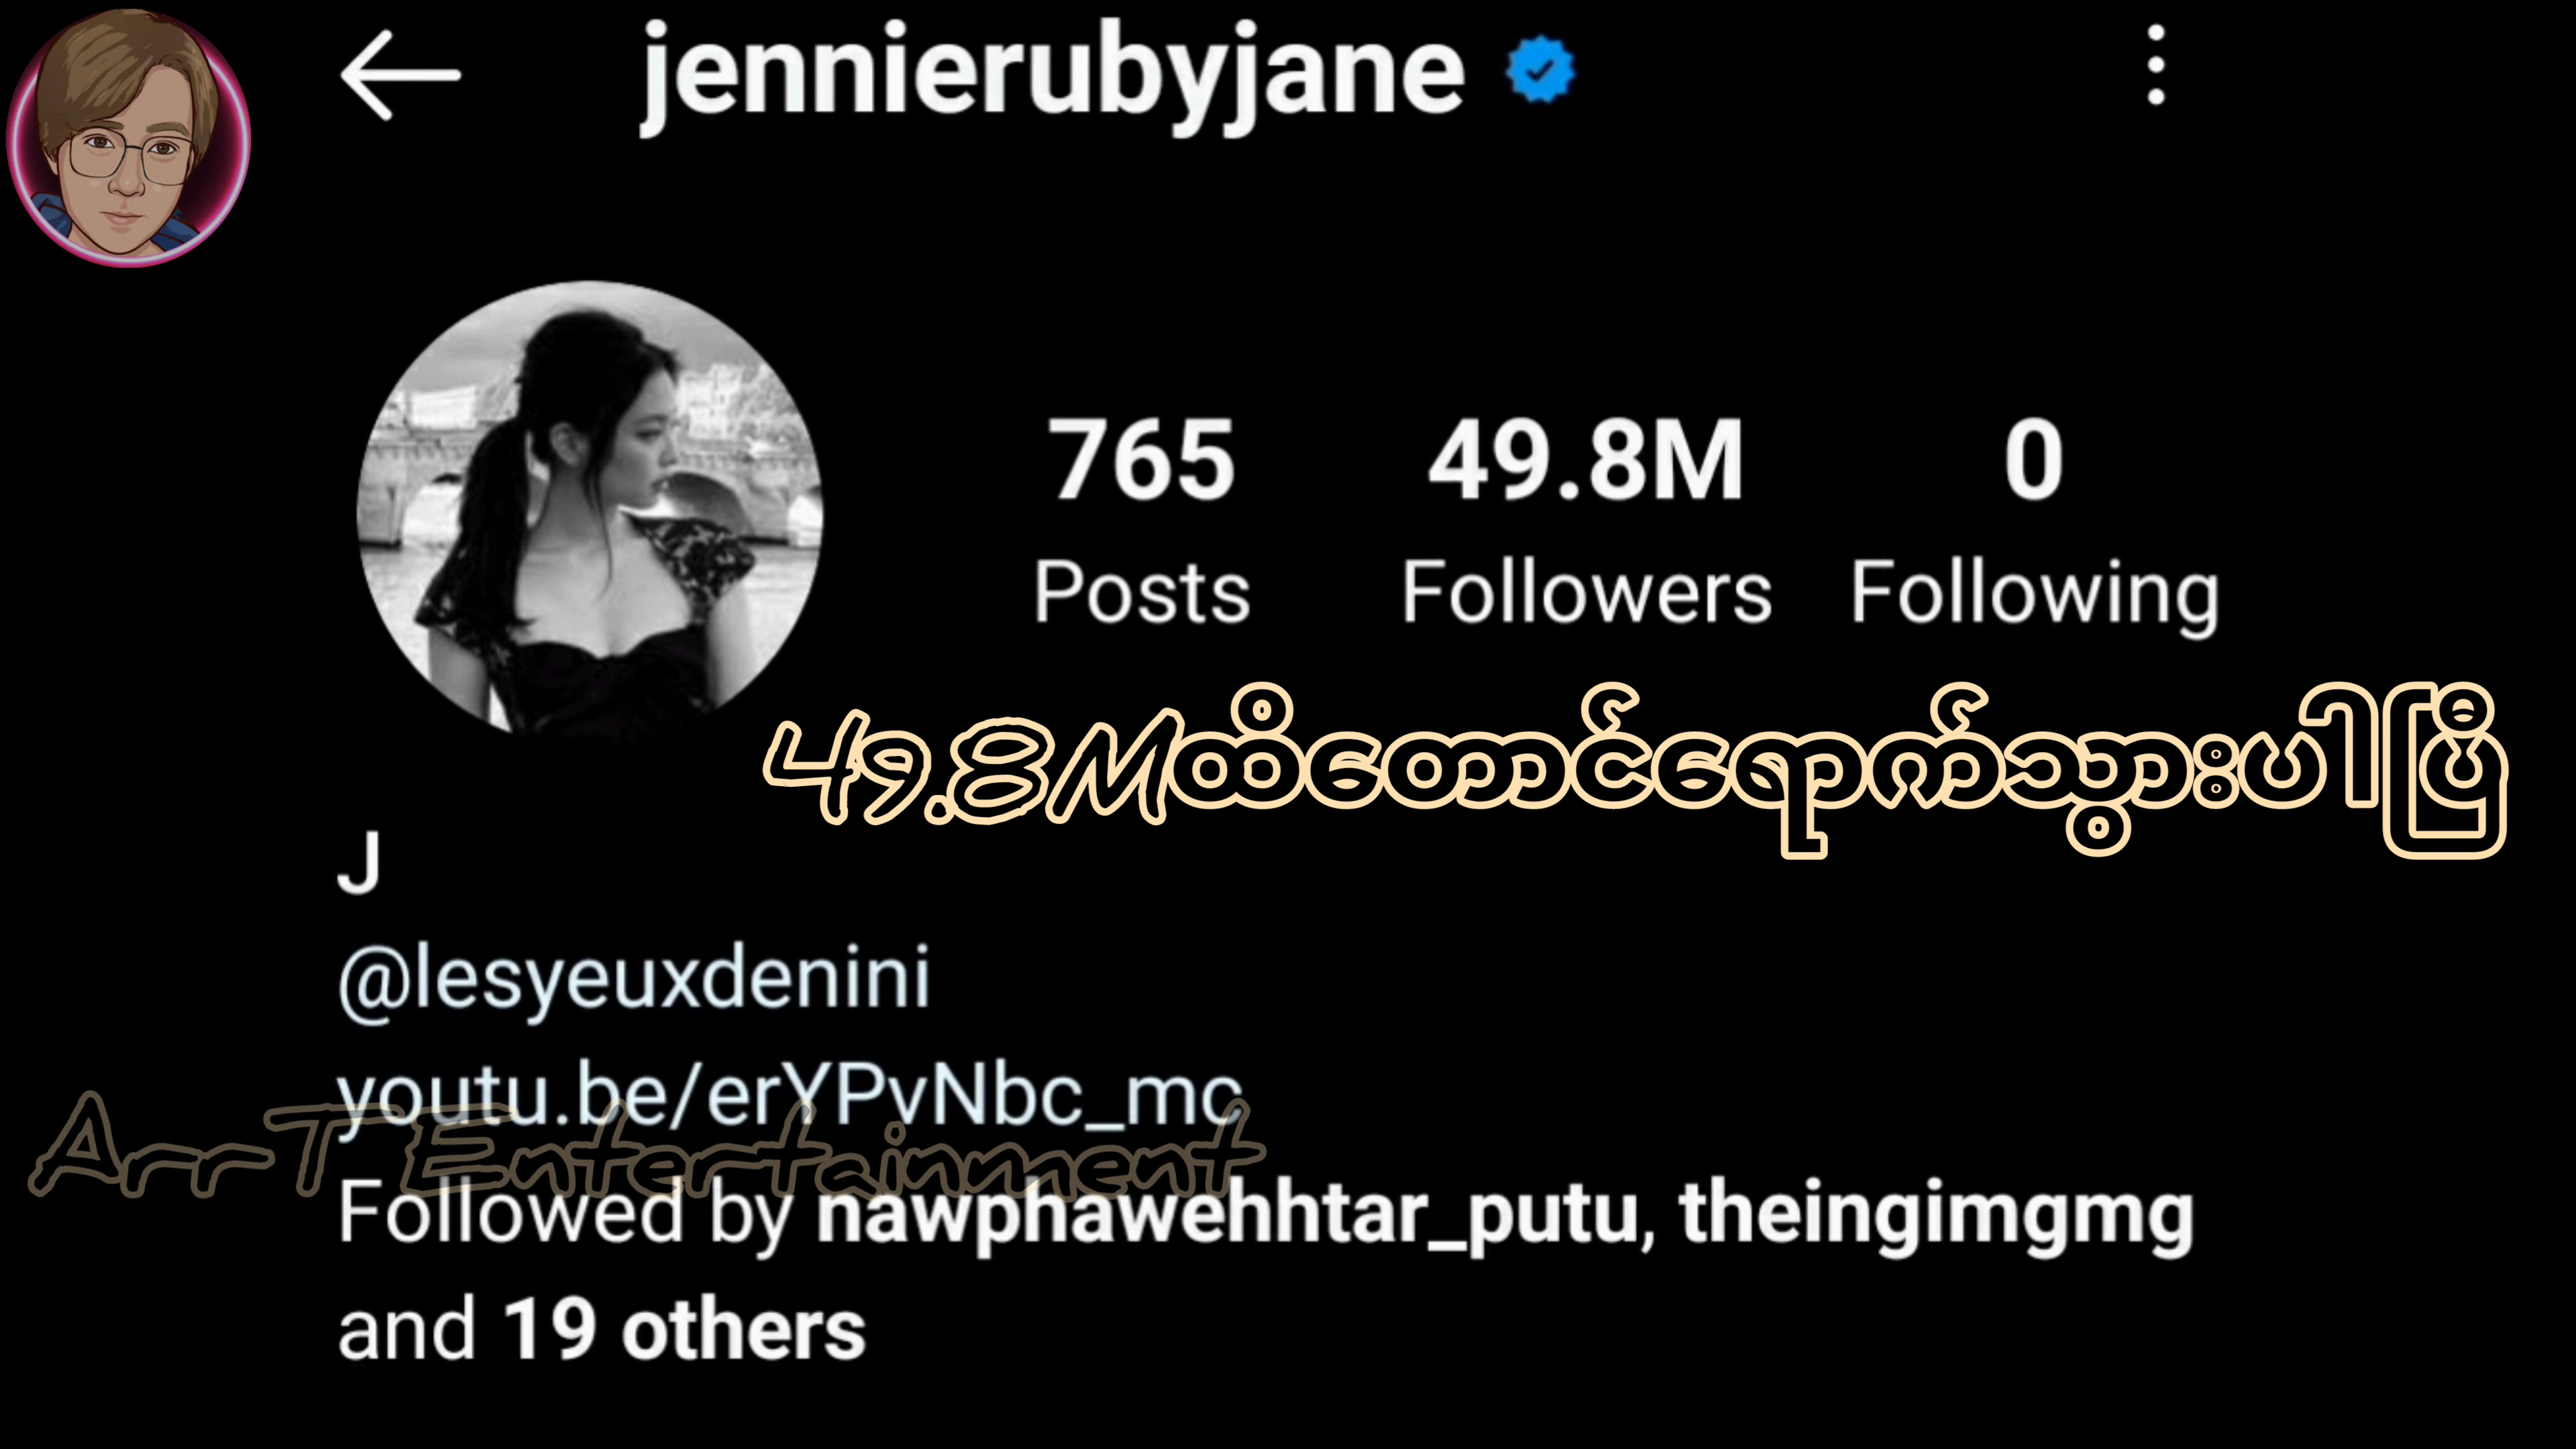 jennierubyjane
765 49.8M 0
Posts Followers Following
49.8Mထိတောင်ရောက်သွားပါပြီ
J
@lesyeuxdenini
youtu.be/erYPvNbc_mc
ArrT Entertainment
Followed by nawphawehhtar_putu, theingimgmg
and 19 others